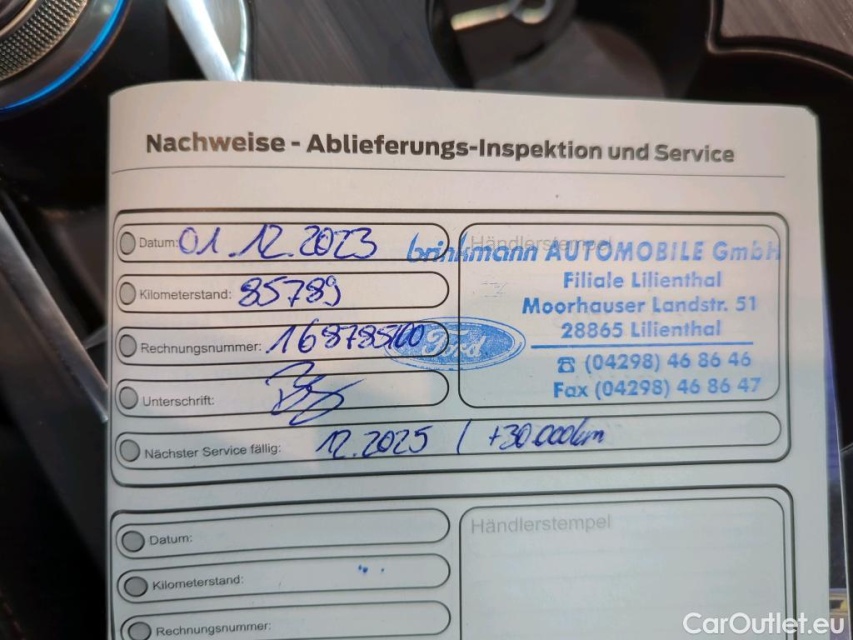 Nachweise - Ablieferungs-Inspektion und Service
Datum: 01.12.2023
Händlerstempel
brinkmann AUTOMOBILE GmbH
Filiale Lilienthal
Moorhauser Landstr. 51
28865 Lilienthal
☎ (04298) 46 86 46
Fax (04298) 46 86 47
Ford
Kilometerstand: 85789
Rechnungsnummer:
Unterschrift:
Nächster Service fällig: 12.2025 / +30.000km
Datum:
Händlerstempel
Kilometerstand:
Rechnungsnummer:
CarOutlet.eu